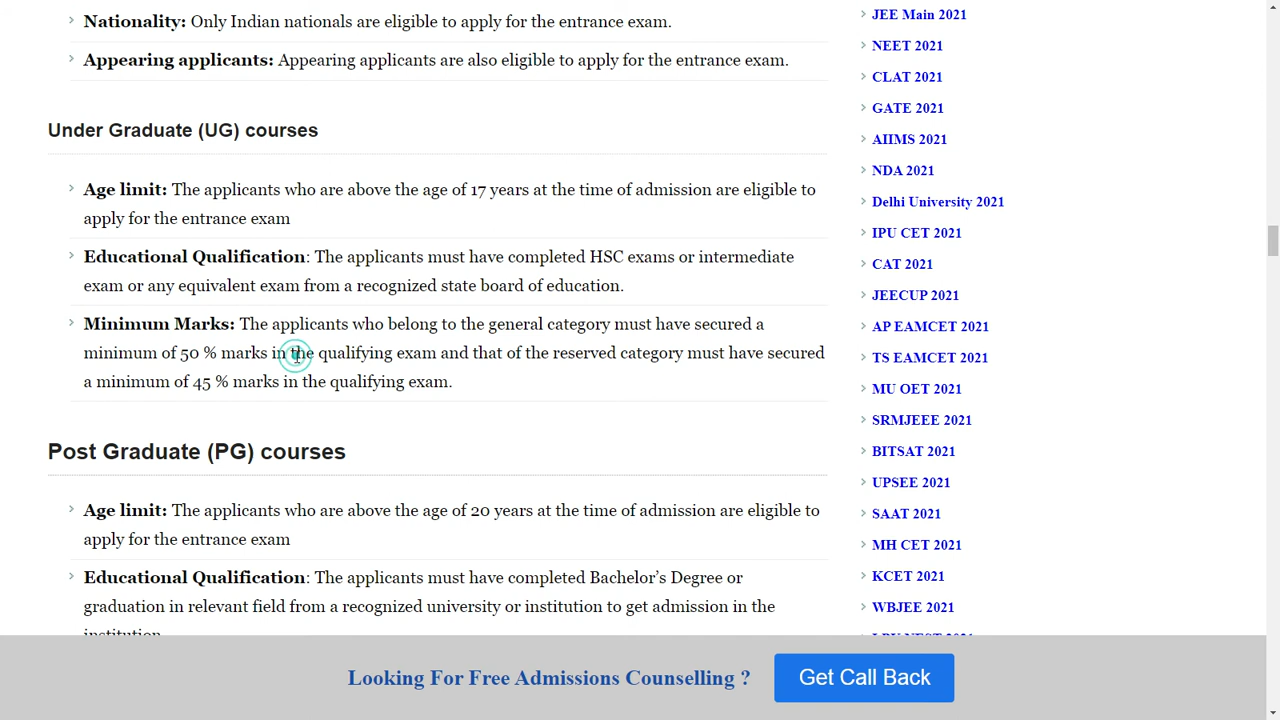 Nationality: Only Indian nationals are eligible to apply for the entrance exam.
Appearing applicants: Appearing applicants are also eligible to apply for the entrance exam.
Under Graduate (UG) courses
Age limit: The applicants who are above the age of 17 years at the time of admission are eligible to
apply for the entrance exam
Educational Qualification: The applicants must have completed HSC exams or intermediate
exam or any equivalent exam from a recognized state board of education.
Minimum Marks: The applicants who belong to the general category must have secured a
minimum of 50 % marks in the qualifying exam and that of the reserved category must have secured
a minimum of 45 % marks in the qualifying exam.
Post Graduate (PG) courses
Age limit: The applicants who are above the age of 20 years at the time of admission are eligible to
apply for the entrance exam
Educational Qualification: The applicants must have completed Bachelor’s Degree or
graduation in relevant field from a recognized university or institution to get admission in the
institution.
JEE Main 2021
NEET 2021
CLAT 2021
GATE 2021
AIIMS 2021
NDA 2021
Delhi University 2021
IPU CET 2021
CAT 2021
JEECUP 2021
AP EAMCET 2021
TS EAMCET 2021
MU OET 2021
SRMJEEE 2021
BITSAT 2021
UPSEE 2021
SAAT 2021
MH CET 2021
KCET 2021
WBJEE 2021
LPU NEST 2021
Looking For Free Admissions Counselling ?
Get Call Back